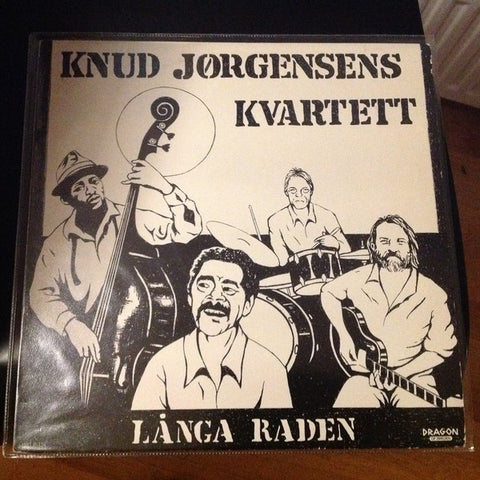 KNUD JØRGENSENS
KVARTETT
LÅNGA RADEN
DRAGON